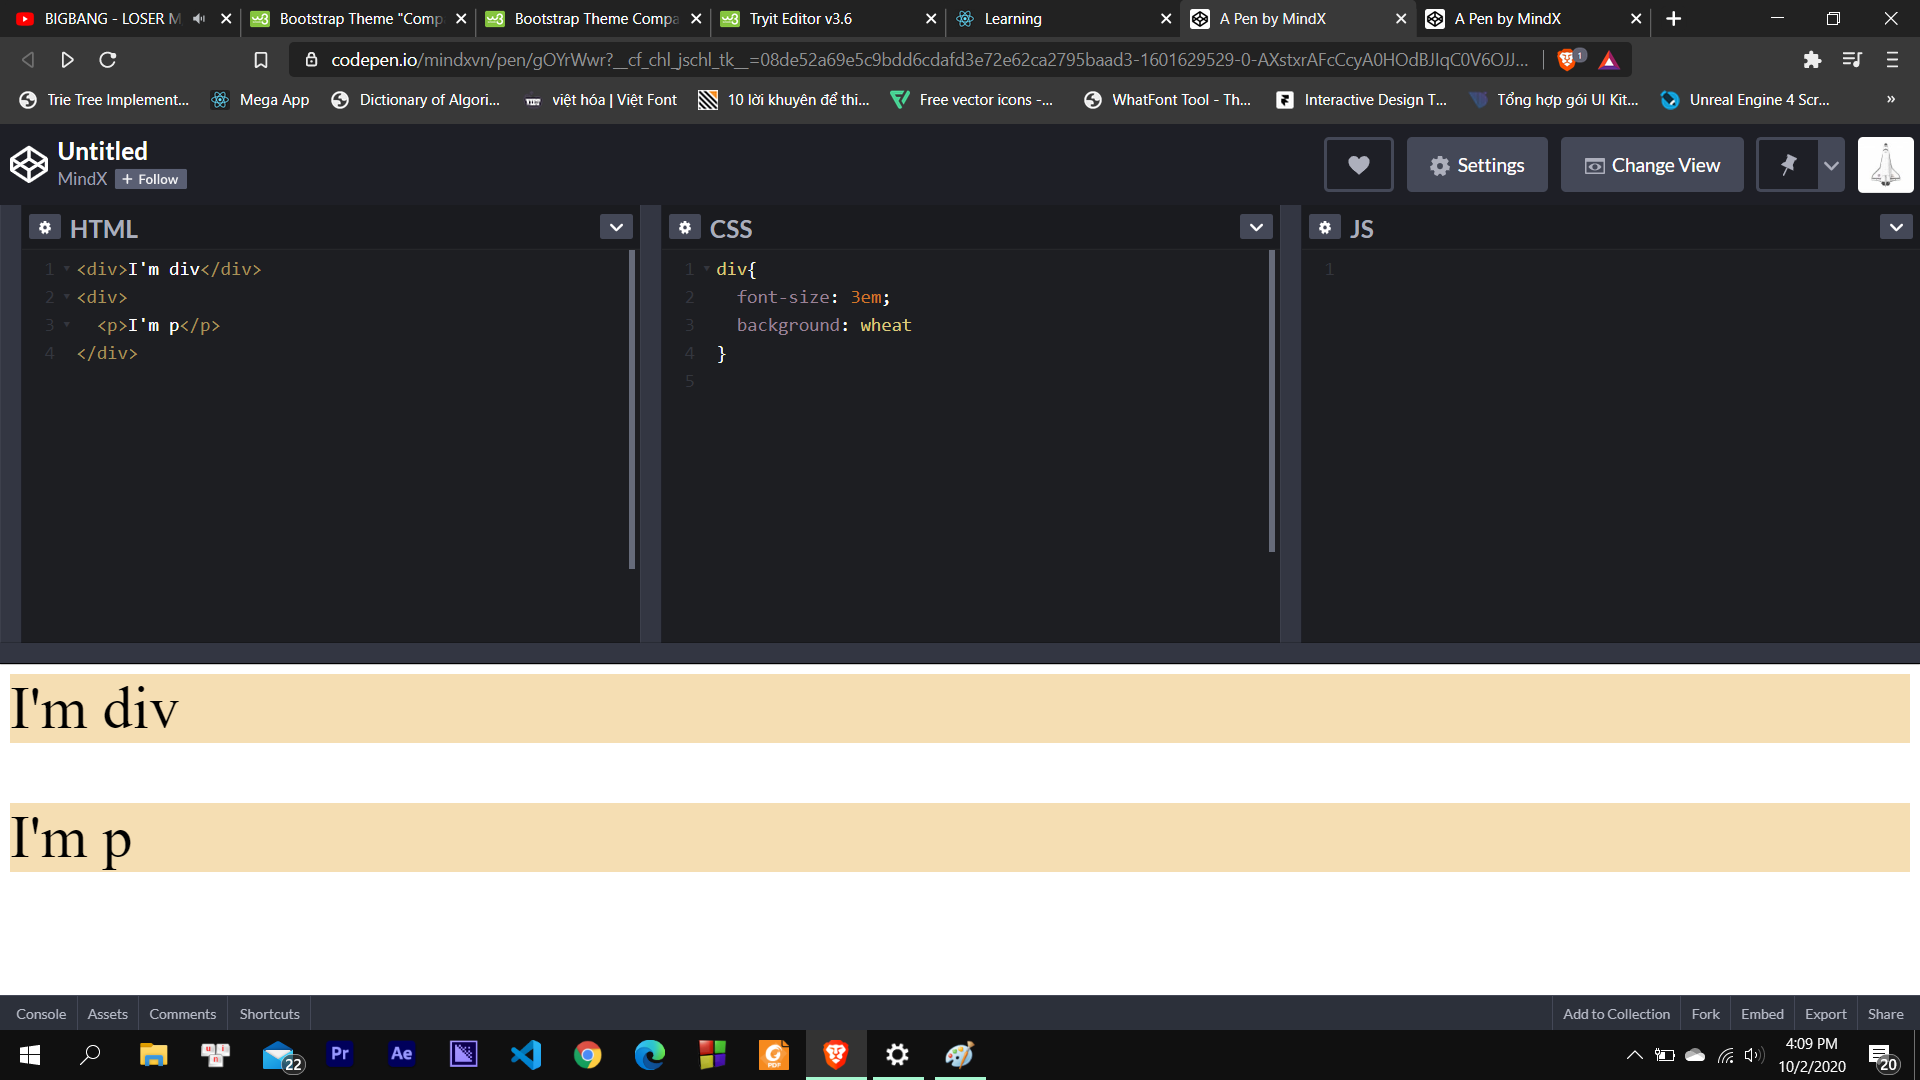 BIGBANG - LOSER M
Bootstrap Theme "Comp
Bootstrap Theme Compa
Tryit Editor v3.6
Learning
A Pen by MindX
A Pen by MindX
codepen.io/mindxvn/pen/gOYrWwr?__cf_chl_jschl_tk__=08de52a69e5c9bdd6cdafd3e72e62ca2795baad3-1601629529-0-AXstxrAFcCcyA0HOdBJIqC0V6OJJ...
1
Trie Tree Implement...
Mega App
Dictionary of Algori...
việt hóa | Việt Font
10 lời khuyên để thi...
Free vector icons -...
WhatFont Tool - Th...
Interactive Design T...
Tổng hợp gói UI Kit...
Unreal Engine 4 Scr...
»
Untitled
MindX
+ Follow
Settings
Change View
HTML
1 <div>I'm div</div>
2 <div>
3 <p>I'm p</p>
4 </div>
CSS
1 div{
2 font-size: 3em;
3 background: wheat
4 }
5
JS
1
I'm div
I'm p
Console
Assets
Comments
Shortcuts
Add to Collection
Fork
Embed
Export
Share
22
Pr
Ae
PDF
4:09 PM
10/2/2020
20